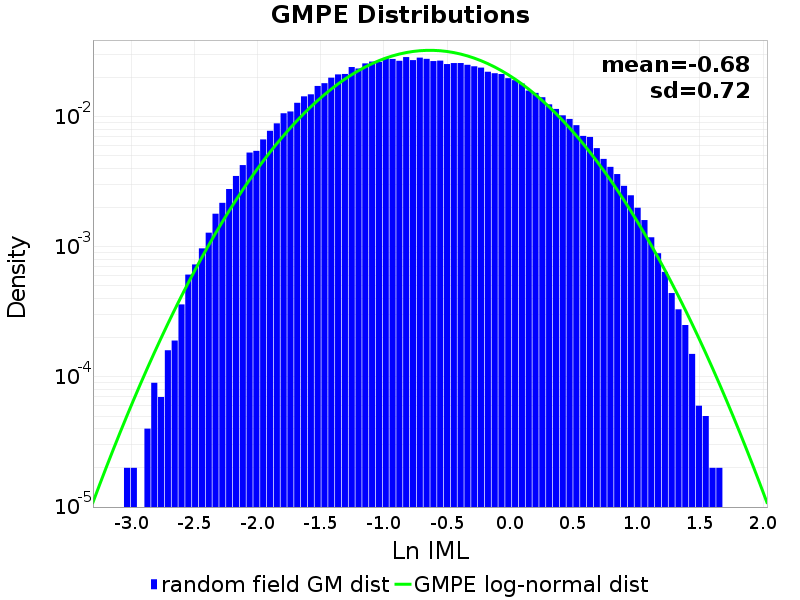 GMPE Distributions
mean=-0.68
sd=0.72
Density
10-2
10-3
10-4
10-5
-3.0 -2.5 -2.0 -1.5 -1.0 -0.5 0.0 0.5 1.0 1.5 2.0
Ln IML
random field GM dist GMPE log-normal dist